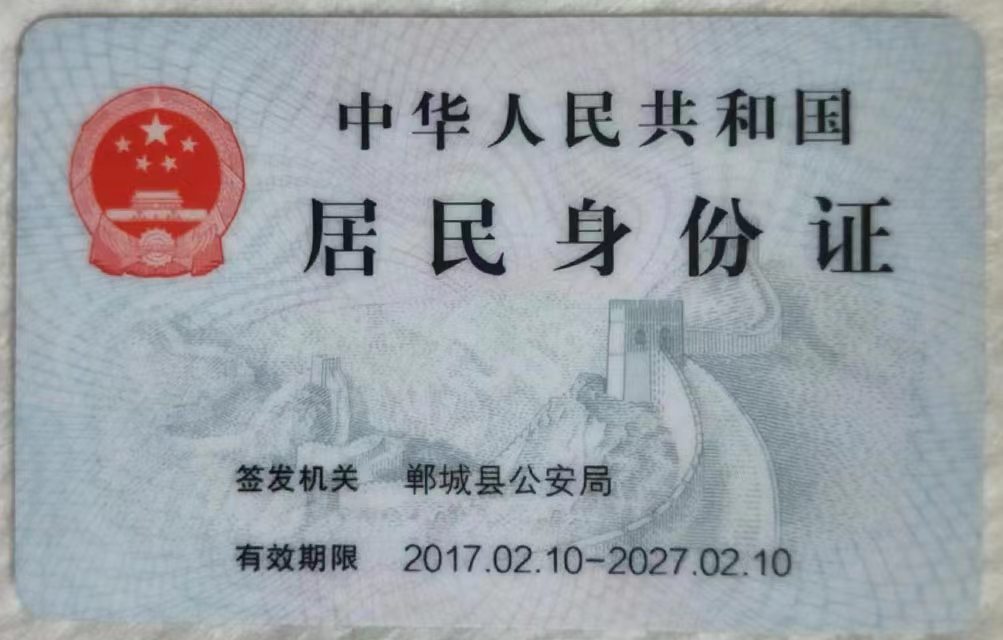 中华人民共和国
居民身份证
签发机关 郸城县公安局
有效期限 2017.02.10-2027.02.10